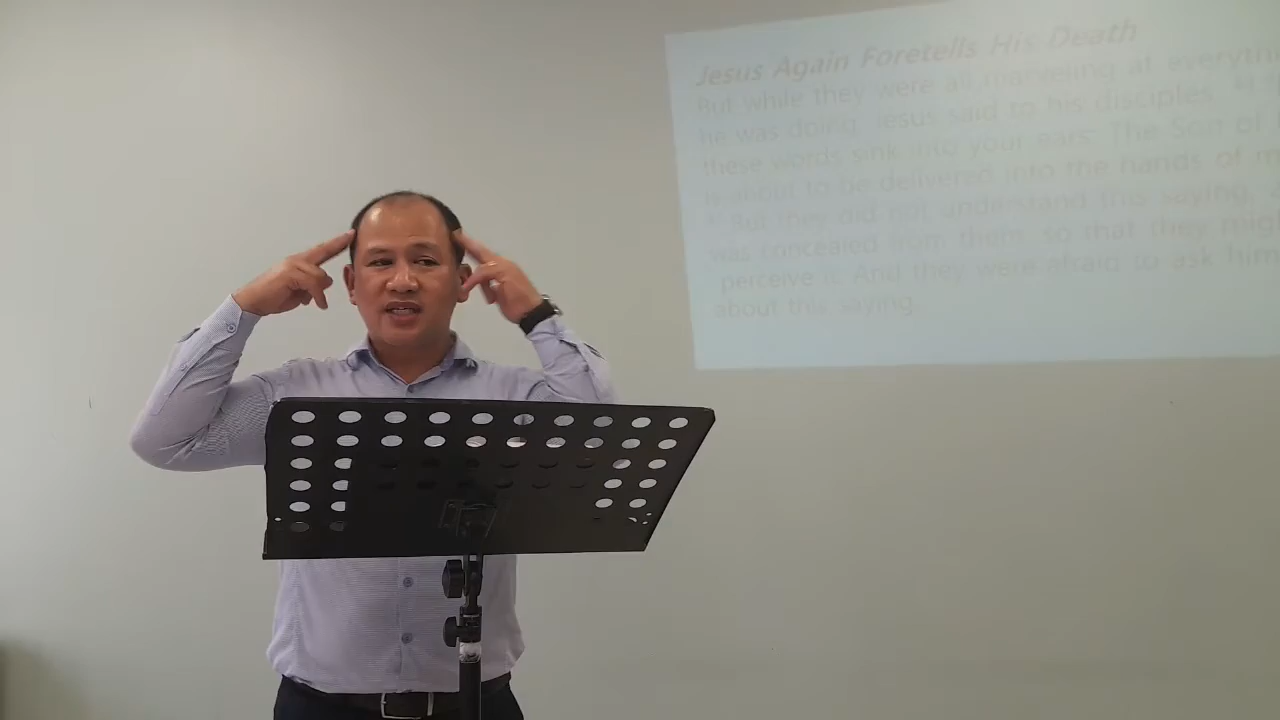 Jesus Again Foretells His Death
But while they were all marveling at everythi
he was doing, Jesus said to his disciples,
these words sink into your ears: The Son of
is about to be delivered into the hands of m
But they did not understand this saying,
was concealed from them, so that they migh
perceive it. And they were afraid to ask him
about this saying.